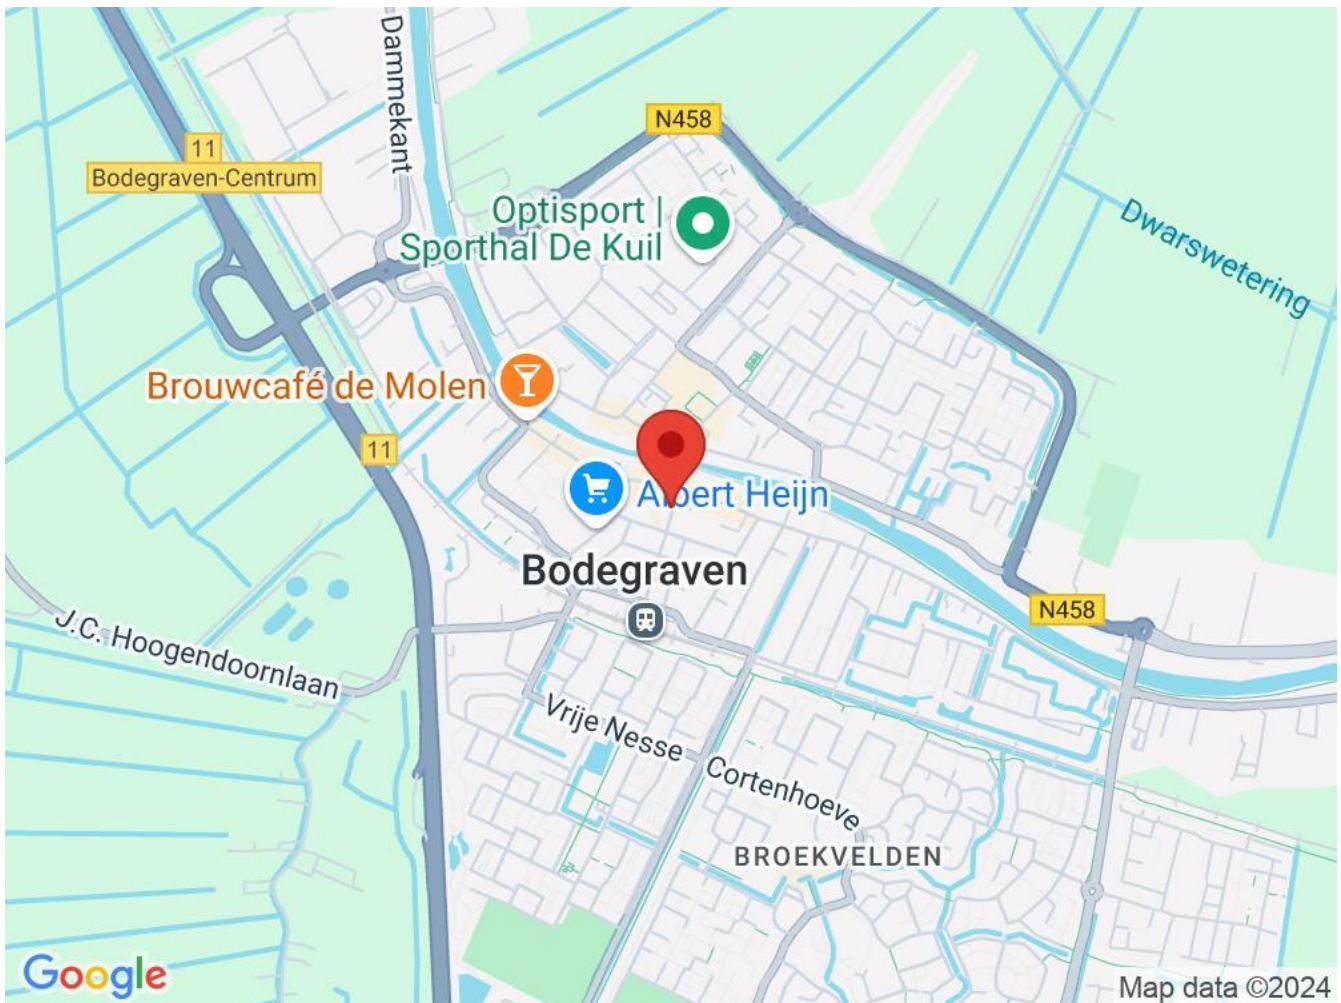 Dammekant
N458
11
Bodegraven-Centrum
Optisport |
Sporthal De Kuil
Dwarswetering
Brouwcafé de Molen
11
Albert Heijn
Bodegraven
N458
J.C. Hoogendoornlaan
Vrije Nesse
Cortenhoeve
BROEKVELDEN
Google
Map data ©2024